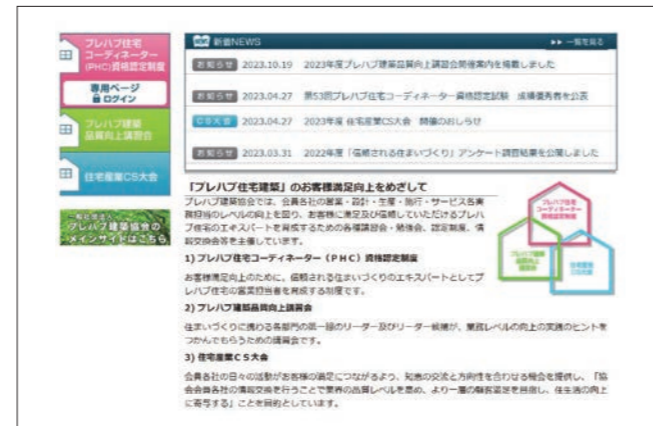 プレハブ住宅
コーディネーター
(PHC)資格認定制度
専用ページ
ログイン
プレハブ建築
品質向上講習会
住宅産業CS大会
一般社団法人
プレハブ建築協会の
メインサイトはこちら
新着NEWS
▶▶ 一覧を見る
お知らせ 2023.10.19 2023年度プレハブ建築品質向上講習会開催案内を掲載しました
お知らせ 2023.04.27 第53回プレハブ住宅コーディネーター資格認定試験 成績優秀者を公表
CS大会 2023.04.27 2023年度 住宅産業CS大会 開催のおしらせ
お知らせ 2023.03.31 2022年度「信頼される住まいづくり」アンケート調査結果を公開しました
「プレハブ住宅建築」のお客様満足向上をめざして
プレハブ建築協会では、会員各社の営業・設計・生産・施行・サービス各実
務担当のレベルの向上を図り、お客様に満足及び信頼していただけるプレハ
ブ住宅のエキスパートを育成するための各種講習会・勉強会、認定制度、情
報交換会等を主催しています。
プレハブ住宅
コーディネーター
資格認定制度
プレハブ建築
品質向上
講習会
住宅産業
CS大会
1) プレハブ住宅コーディネーター（PHC）資格認定制度
お客様満足向上のために、信頼される住まいづくりのエキスパートとしてプ
レハブ住宅の営業担当者を育成する制度です。
2) プレハブ建築品質向上講習会
住まいづくりに携わる各部門の第一線のリーダー及びリーダー候補が、業務レベルの向上の実践のヒントを
つかんでもらうための講習会です。
3) 住宅産業CS大会
会員各社の日々の活動がお客様の満足につながるよう、知恵の交流と方向性を合わせる機会を提供し、「協
会会員各社の情報交換を行うことで業界の品質レベルを高め、より一層の顧客満足を目指し、住生活の向上
に寄与する」ことを目的としています。